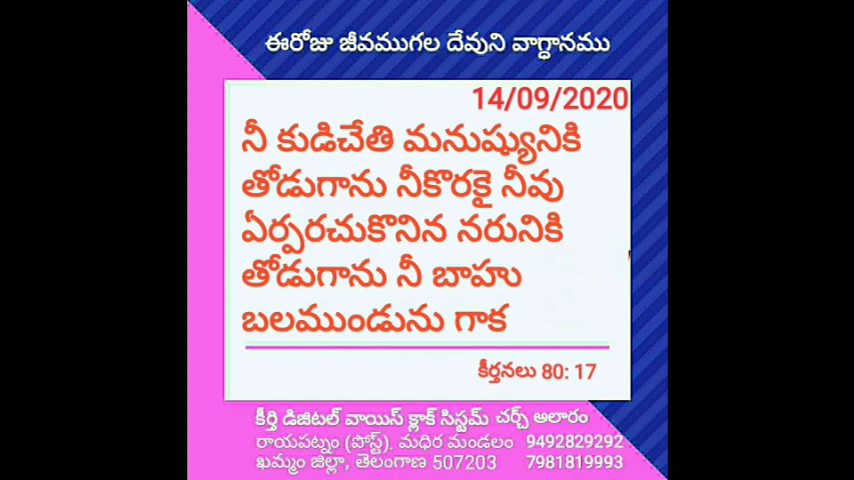 ఈరోజు జీవముగల దేవుని వాగ్ధానము
14/09/2020
నీ కుడిచేతి మనుష్యునికి
తోడుగాను నీకొరకై నీవు
ఏర్పరచుకొనిన నరునికి
తోడుగాను నీ బాహు
బలముండును గాక
కీర్తనలు 80: 17
కీర్తి డిజిటల్ వాయిస్ క్లాక్ సిస్టమ్ చర్చ్ అలారం
రాయపట్నం (పోస్ట్). మధిర మండలం 9492829292
ఖమ్మం జిల్లా, తెలంగాణ 507203 7981819993